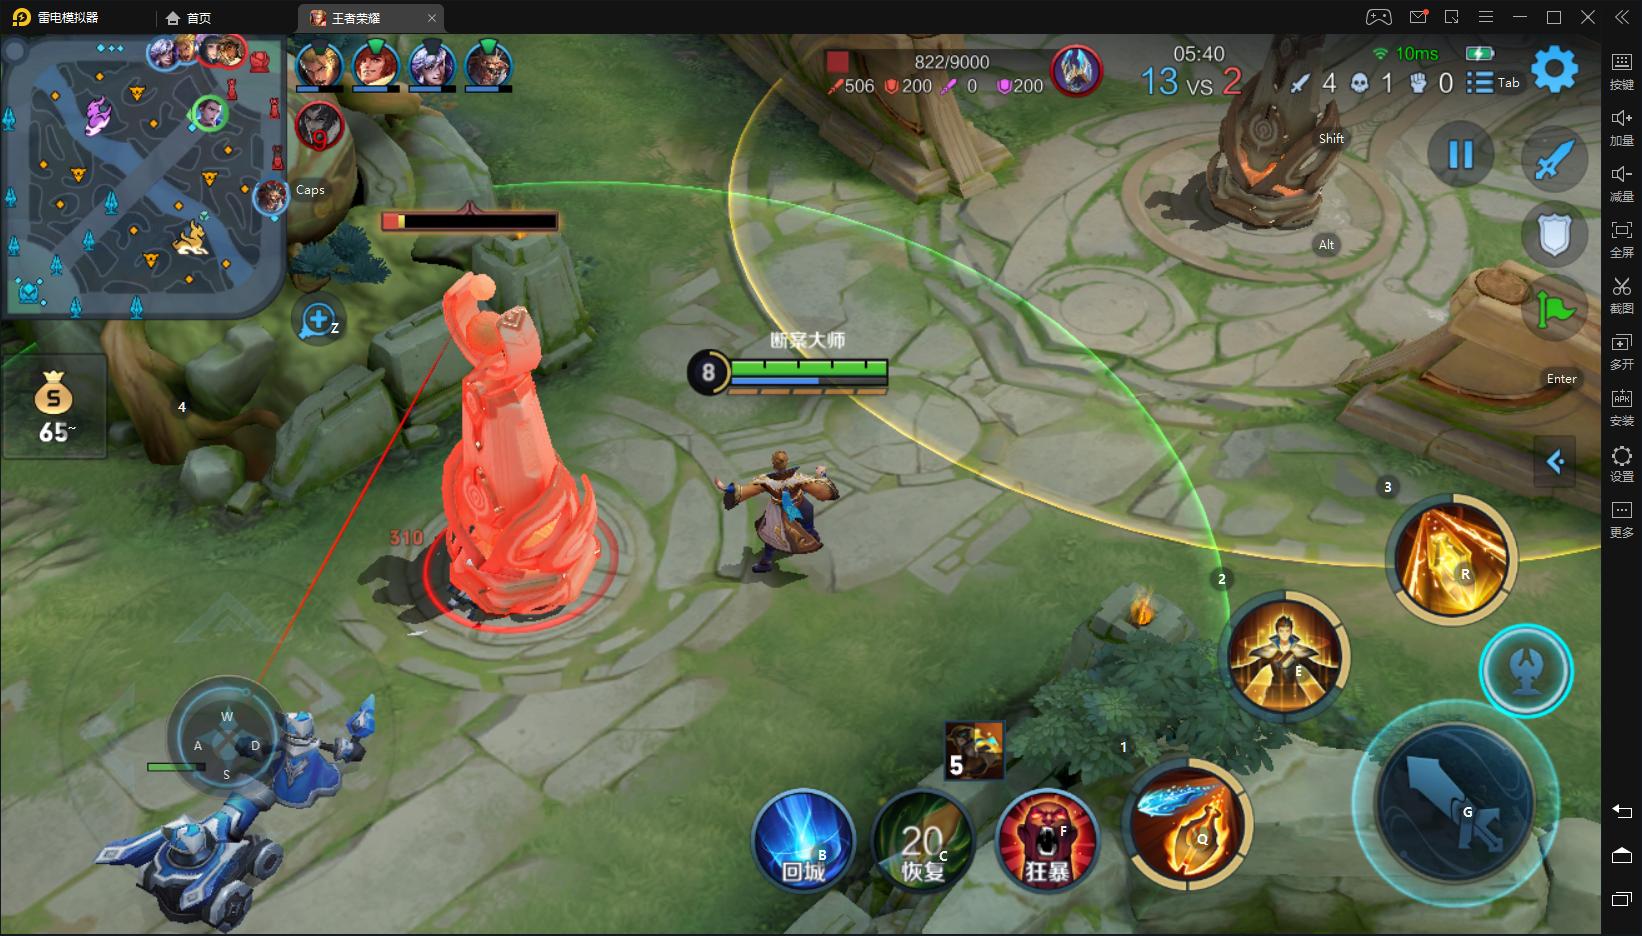 雷电模拟器
首页
王者荣耀
822/9000
506 200 0 200
05:40
13 VS 2
10ms
4 1 0 Tab
9
Caps
Shift
Alt
Z
S
65~
4
断案大师
8
Enter
310
3
R
2
E
W
A D
S
1
5
B
回城
20
C
恢复
F
狂暴
Q
G
按键
加量
减量
全屏
截图
多开
APK
安装
设置
更多